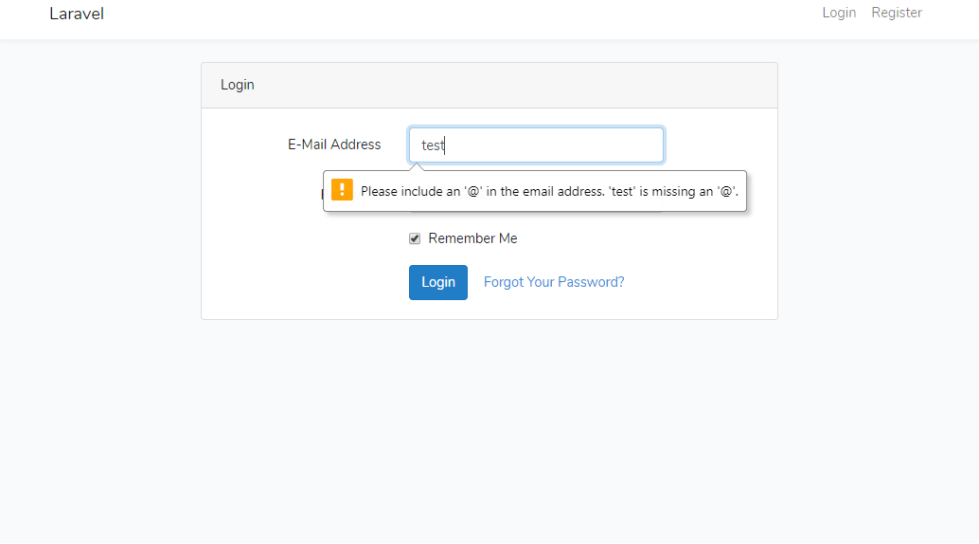 Laravel
Login Register
Login
E-Mail Address
test
Please include an '@' in the email address. 'test' is missing an '@'.
Remember Me
Login
Forgot Your Password?